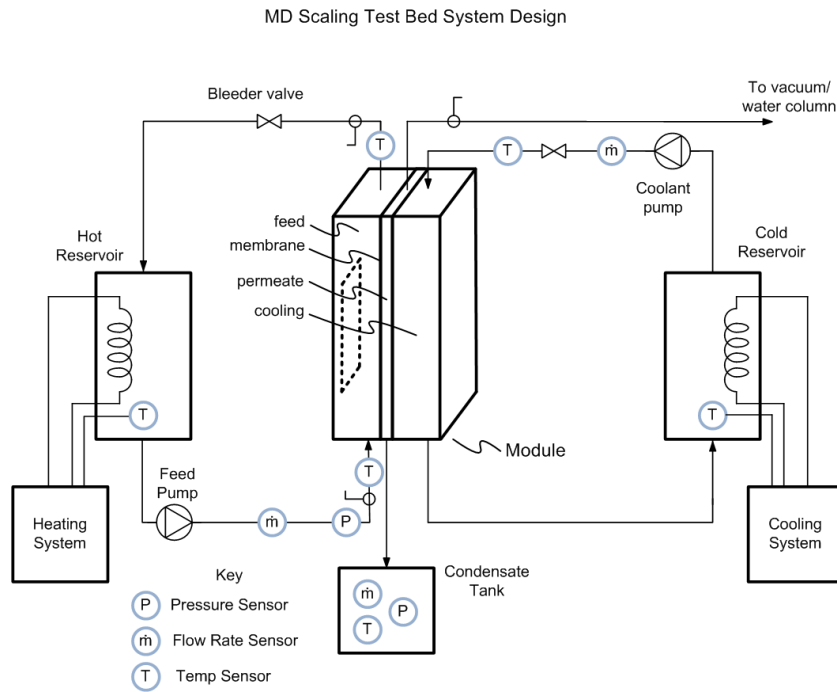 MD Scaling Test Bed System Design
Bleeder valve
To vacuum/
water column
T
T
ṁ
Coolant
pump
feed
membrane
permeate
cooling
Hot
Reservoir
Cold
Reservoir
T
T
Module
T
Feed
Pump
ṁ
P
Heating
System
Cooling
System
Condensate
Tank
ṁ
P
T
Key
P Pressure Sensor
ṁ Flow Rate Sensor
T Temp Sensor